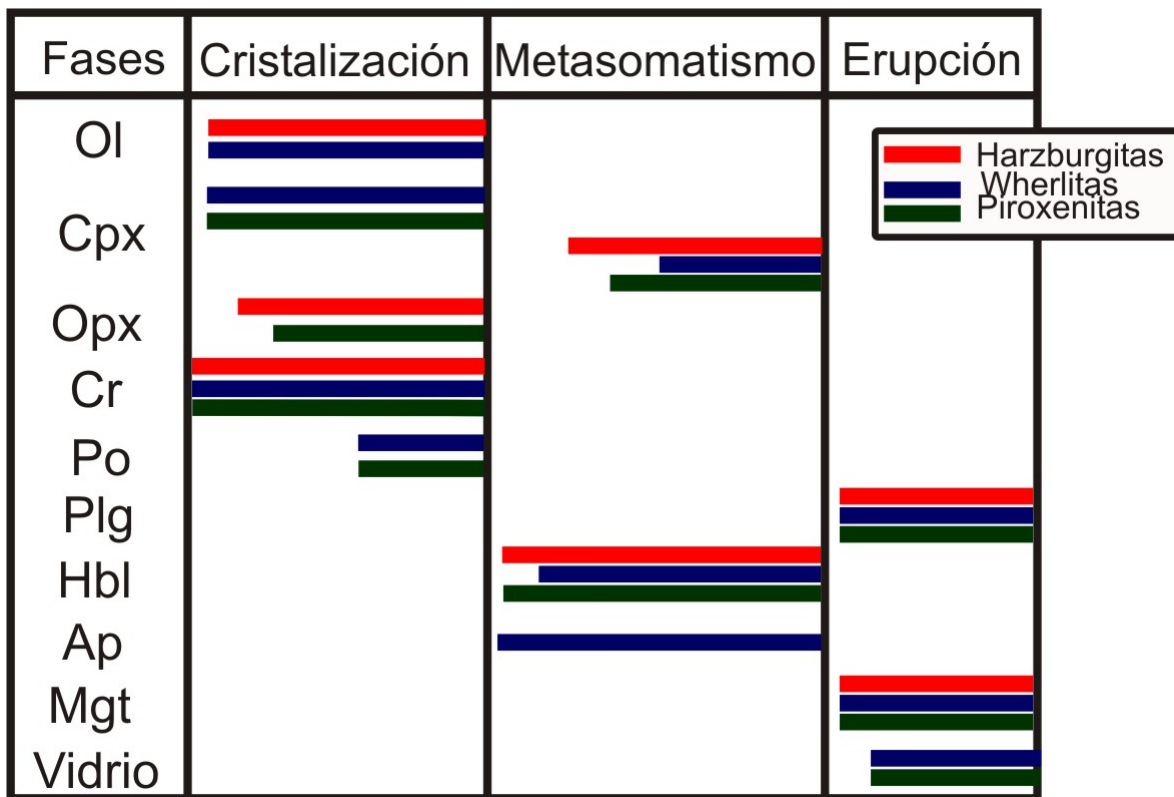 Fases Cristalización Metasomatismo Erupción
Ol
Cpx
Opx
Cr
Po
Plg
Hbl
Ap
Mgt
Vidrio
Harzburgitas
Wherlitas
Piroxenitas